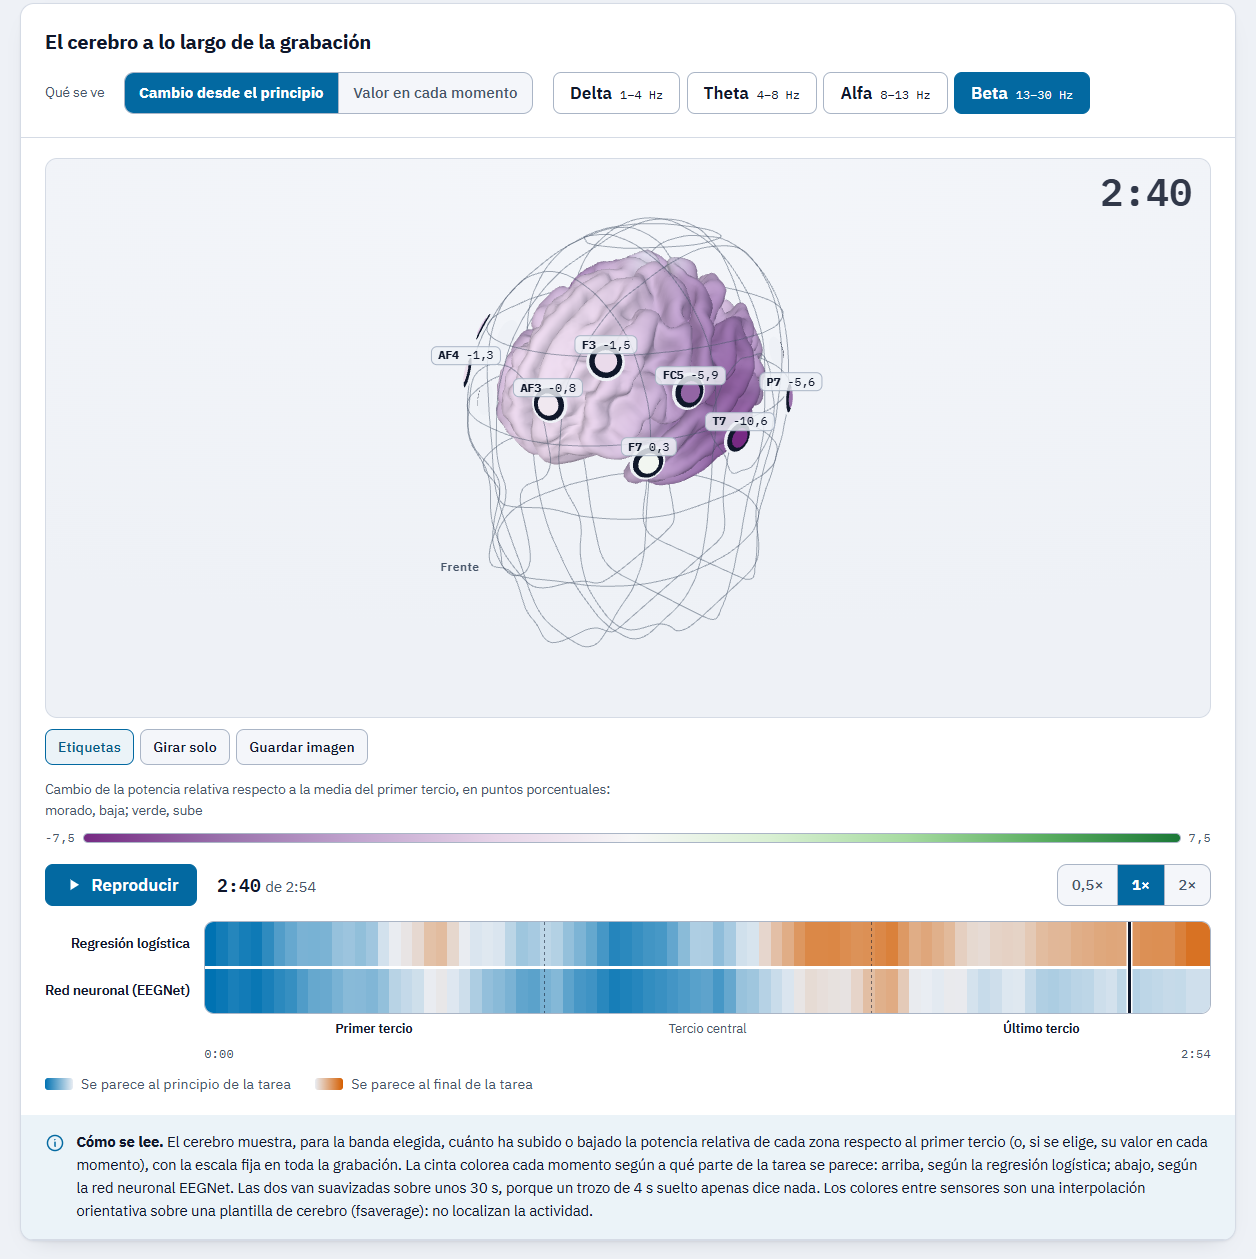 El cerebro a lo largo de la grabación
Qué se ve
Cambio desde el principio
Valor en cada momento
Delta 1–4 Hz
Theta 4–8 Hz
Alfa 8–13 Hz
Beta 13–30 Hz
2:40
F3 -1,5
AF4 -1,3
FC5 -5,9
P7 -5,6
AF3 -0,8
T7 -10,6
F7 0,3
Frente
Etiquetas
Girar solo
Guardar imagen
Cambio de la potencia relativa respecto a la media del primer tercio, en puntos porcentuales:
morado, baja; verde, sube
-7,5
7,5
Reproducir
2:40 de 2:54
0,5×
1×
2×
Regresión logística
Red neuronal (EEGNet)
Primer tercio
Tercio central
Último tercio
0:00
2:54
Se parece al principio de la tarea
Se parece al final de la tarea
Cómo se lee. El cerebro muestra, para la banda elegida, cuánto ha subido o bajado la potencia relativa de cada zona respecto al primer tercio (o, si se elige, su valor en cada
momento), con la escala fija en toda la grabación. La cinta colorea cada momento según a qué parte de la tarea se parece: arriba, según la regresión logística; abajo, según
la red neuronal EEGNet. Las dos van suavizadas sobre unos 30 s, porque un trozo de 4 s suelto apenas dice nada. Los colores entre sensores son una interpolación
orientativa sobre una plantilla de cerebro (fsaverage): no localizan la actividad.